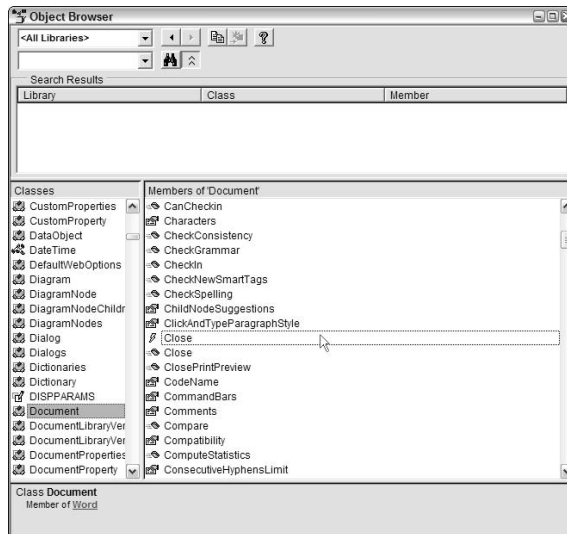 Object Browser
<All Libraries>
Search Results
Library Class Member
Classes
CustomProperties
CustomProperty
DataObject
DateTime
DefaultWebOptions
Diagram
DiagramNode
DiagramNodeChildr
DiagramNodes
Dialog
Dialogs
Dictionaries
Dictionary
DISPPARAMS
Document
DocumentLibraryVer
DocumentLibraryVer
DocumentProperties
DocumentProperty
Members of 'Document'
CanCheckin
Characters
CheckConsistency
CheckGrammar
CheckIn
CheckNewSmartTags
CheckSpelling
ChildNodeSuggestions
ClickAndTypeParagraphStyle
Close
Close
ClosePrintPreview
CodeName
CommandBars
Comments
Compare
Compatibility
ComputeStatistics
ConsecutiveHyphensLimit
Class Document
Member of Word